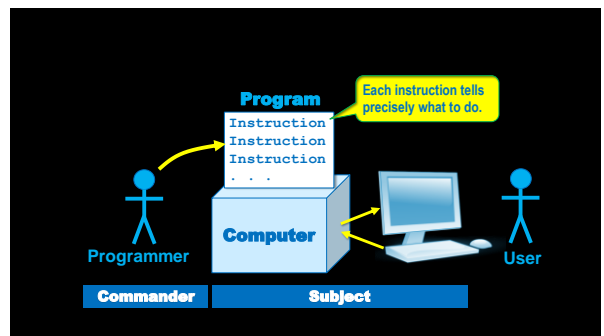 Program
Each instruction tells
precisely what to do.
Instruction
Instruction
Instruction
. . .
Computer
Programmer
User
Commander
Subject